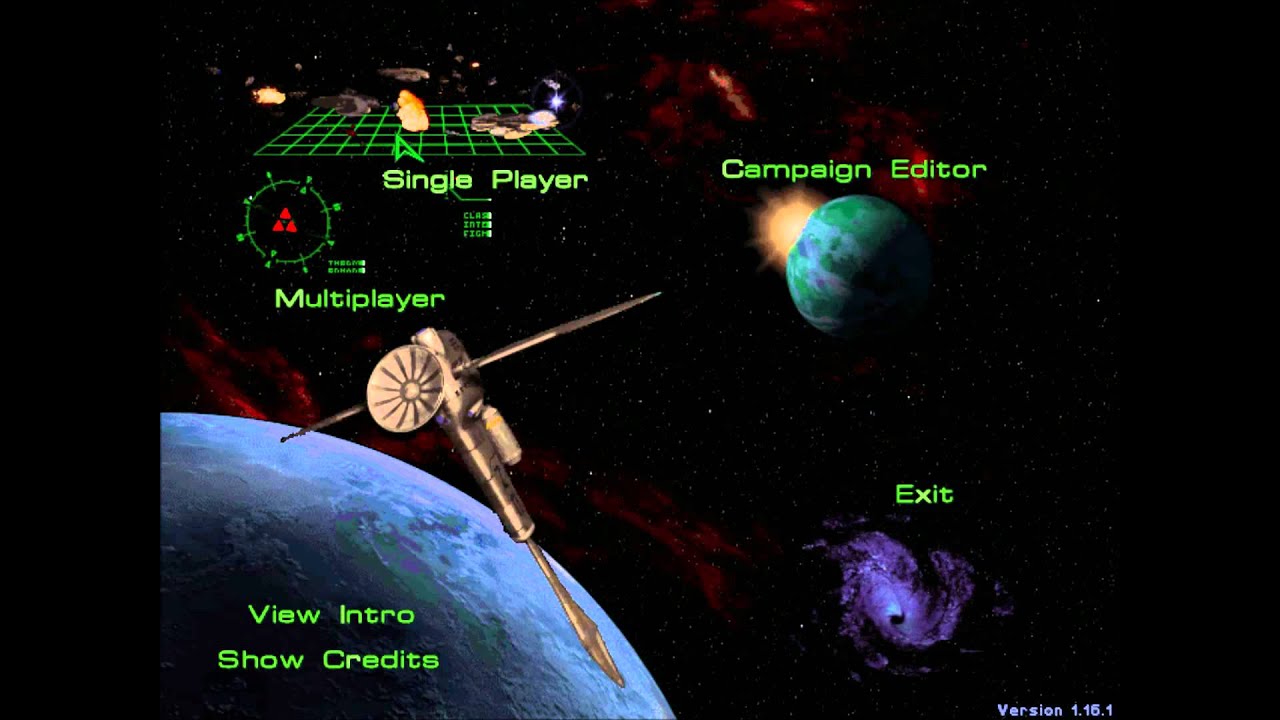 Single Player
Campaign Editor
Multiplayer
Exit
View Intro
Show Credits
Version 1.16.1